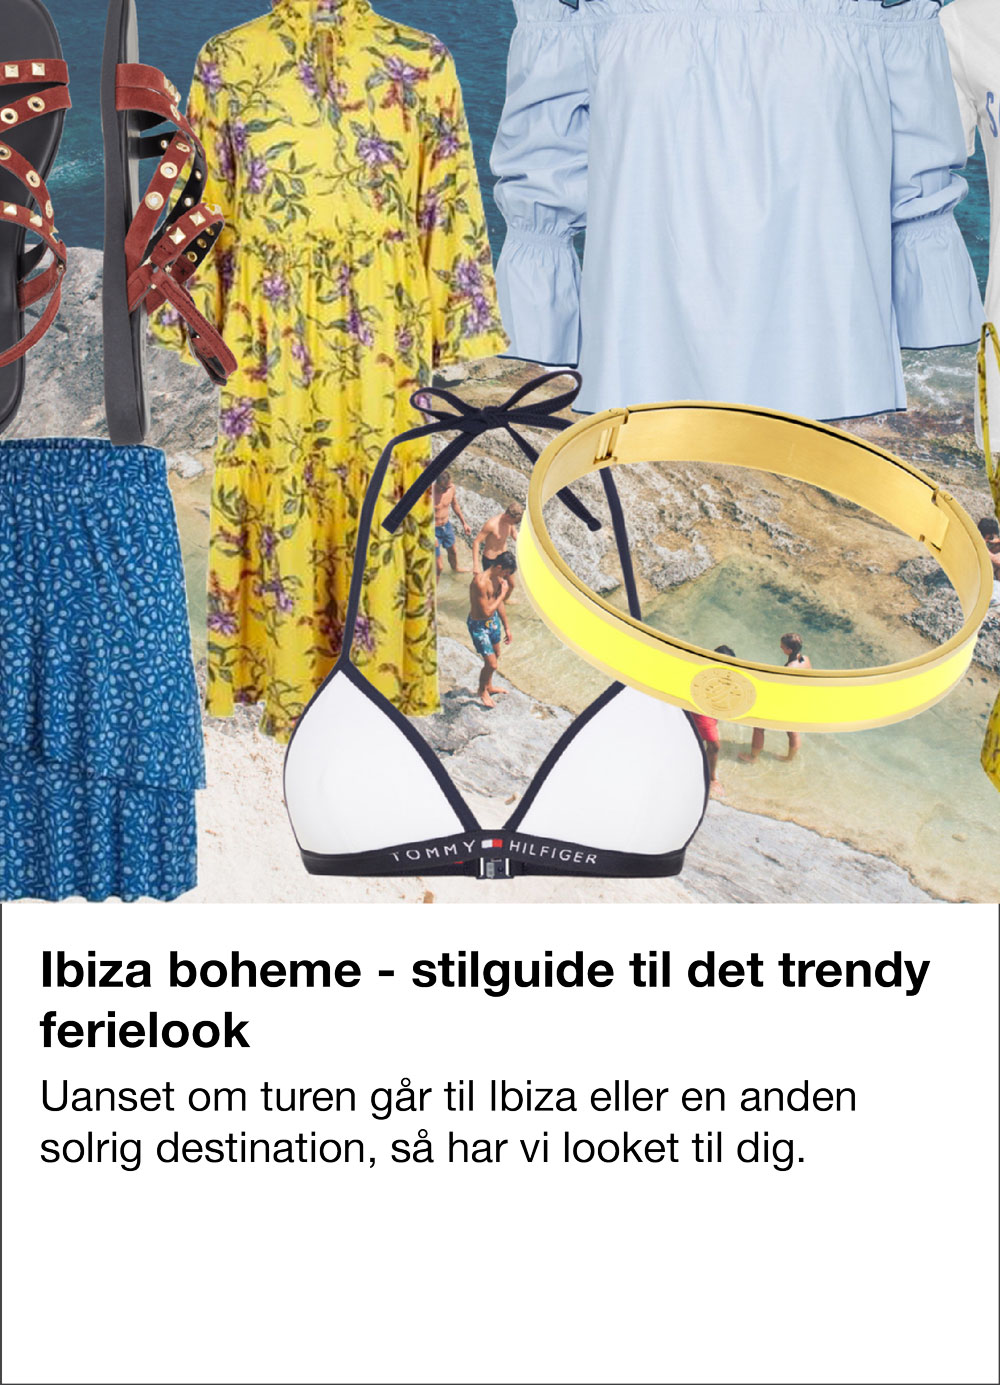 TOMMY HILFIGER
Ibiza boheme - stilguide til det trendy
ferielook
Uanset om turen går til Ibiza eller en anden
solrig destination, så har vi looket til dig.